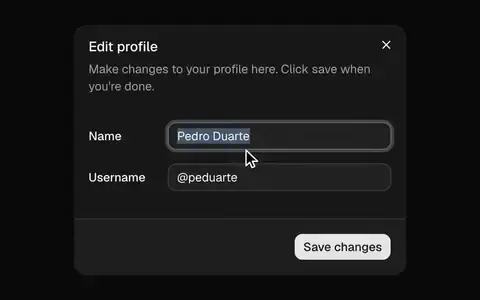 Edit profile
Make changes to your profile here. Click save when
you're done.
Name
Pedro Duarte
Username
@peduarte
Save changes